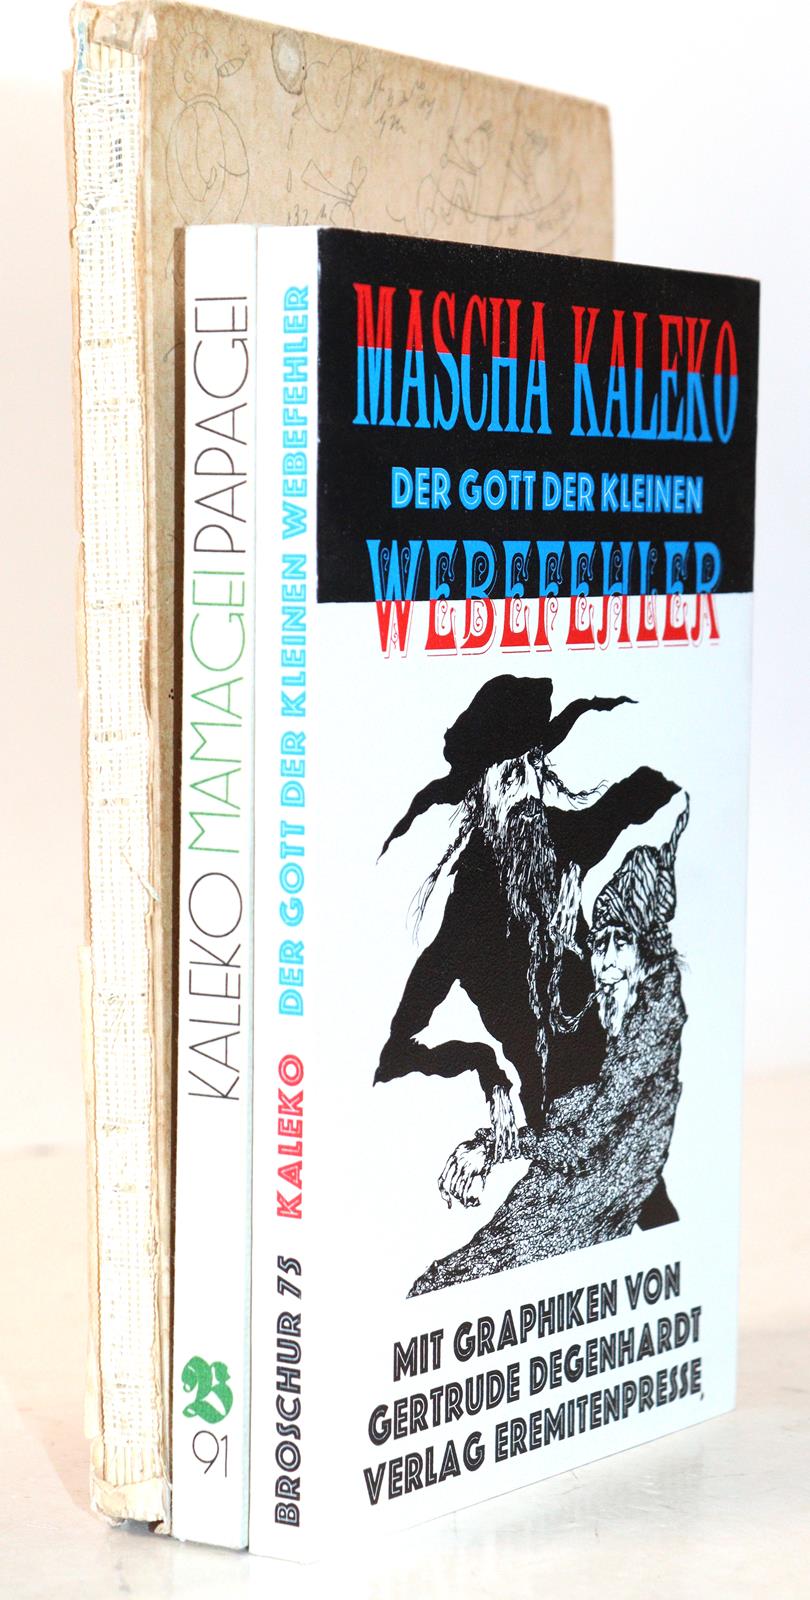 KALEKO MAMAGEI PAPAGEI
B
91
BROSCHUR 75 KALEKO DER GOTT DER KLEINEN WEBEFEHLER
MASCHA KALEKO
DER GOTT DER KLEINEN
WEBEFEHLER
MIT GRAPHIKEN VON
GERTRUDE DEGENHARDT
VERLAG EREMITENPRESSE,